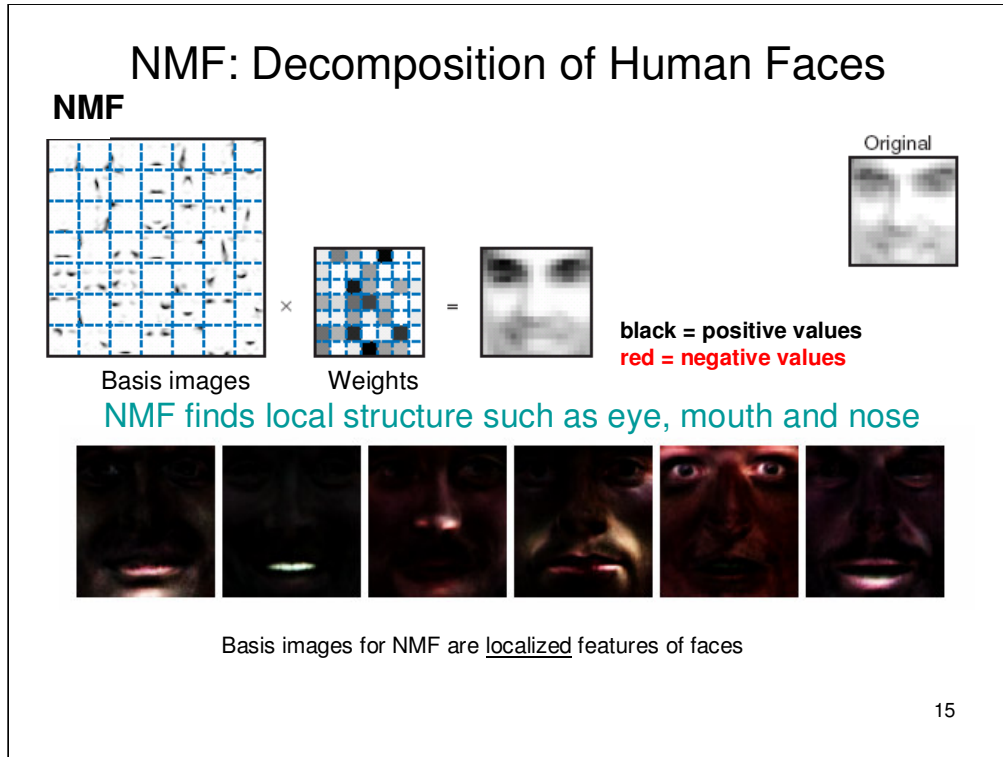 NMF: Decomposition of Human Faces
NMF
Original
×
=
black = positive values
red = negative values
Basis images
Weights
NMF finds local structure such as eye, mouth and nose
Basis images for NMF are localized features of faces
15